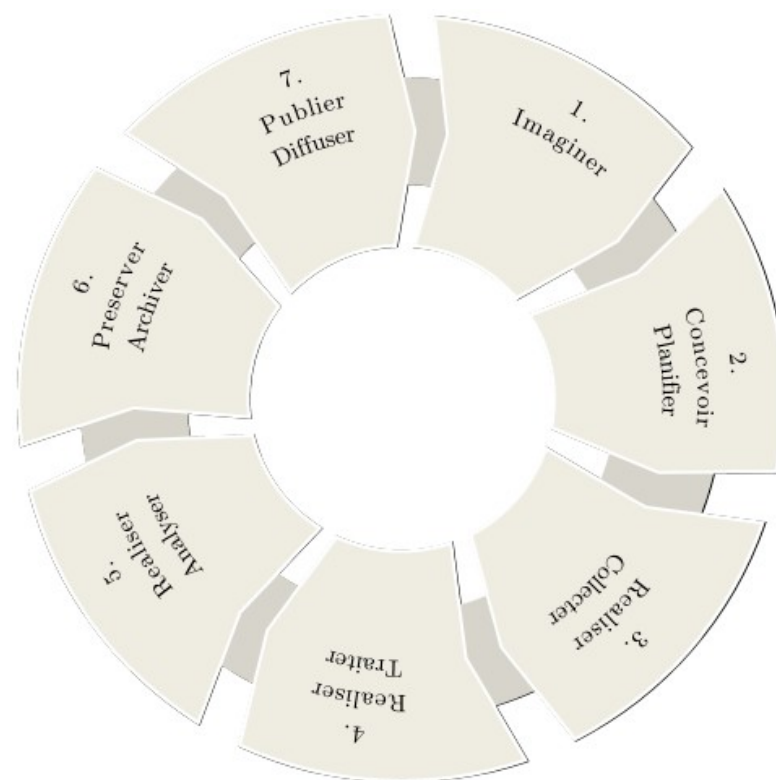 1.
Imaginer
2.
Concevoir
Planifier
3.
Realiser
Collecter
4.
Realiser
Traiter
5.
Realiser
Analyser
6.
Preserver
Archiver
7.
Publier
Diffuser